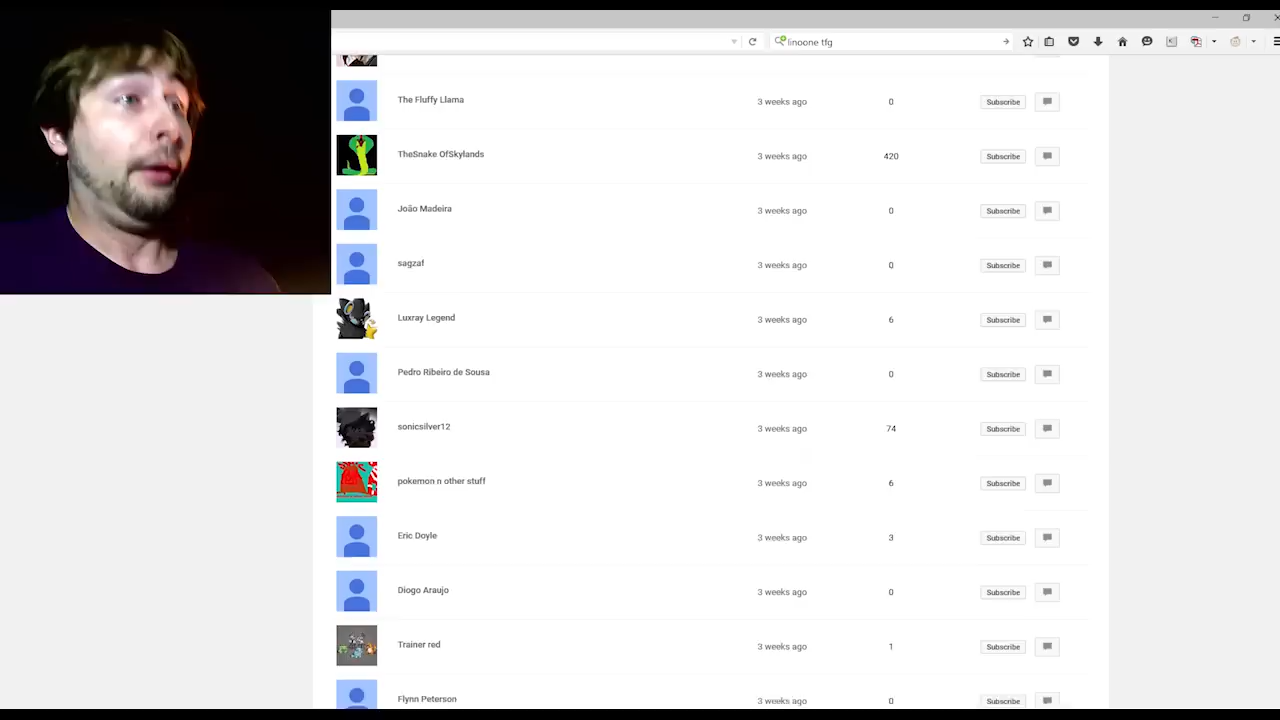 linoone tfg
The Fluffy Llama 3 weeks ago 0 Subscribe
TheSnake OfSkylands 3 weeks ago 420 Subscribe
João Madeira 3 weeks ago 0 Subscribe
sagzaf 3 weeks ago 0 Subscribe
Luxray Legend 3 weeks ago 6 Subscribe
Pedro Ribeiro de Sousa 3 weeks ago 0 Subscribe
sonicsilver12 3 weeks ago 74 Subscribe
pokemon n other stuff 3 weeks ago 6 Subscribe
Eric Doyle 3 weeks ago 3 Subscribe
Diogo Araujo 3 weeks ago 0 Subscribe
Trainer red 3 weeks ago 1 Subscribe
Flynn Peterson 3 weeks ago 0 Subscribe